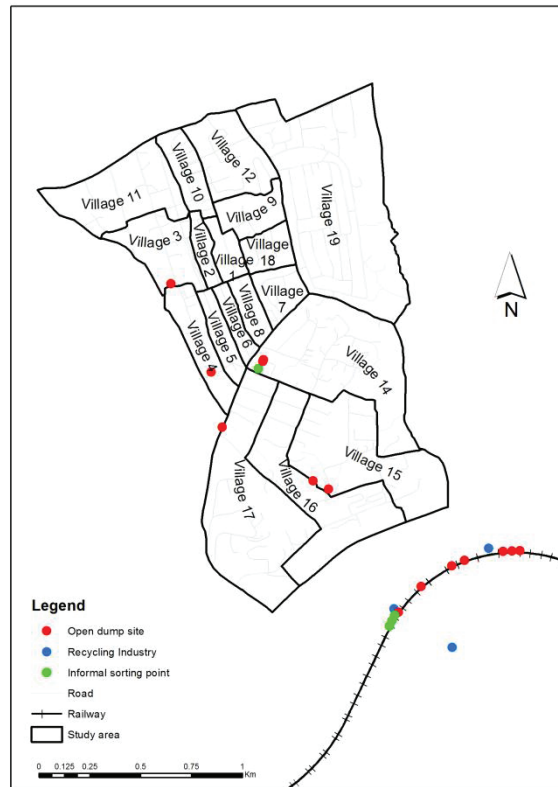 Village 12
Village 10
Village 11
Village 9
Village 19
Village 3
Village 2
Village 18
Village 1
Village 7
Village 8
Village 6
Village 5
Village 4
Village 14
Village 15
Village 16
Village 17
N
Legend
Open dump site
Recycling Industry
Informal sorting point
Road
Railway
Study area
0 0.125 0.25 0.5 0.75 1
Km